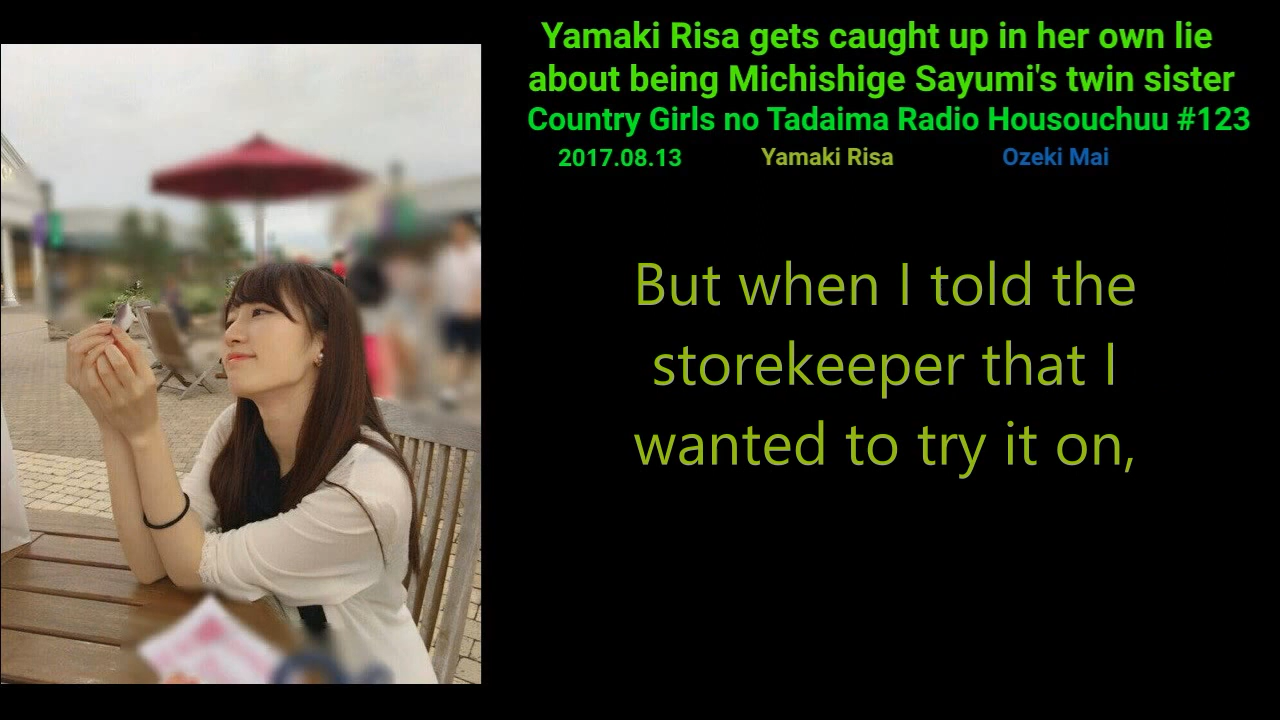 Yamaki Risa gets caught up in her own lie
about being Michishige Sayumi's twin sister
Country Girls no Tadaima Radio Housouchuu #123
2017.08.13 Yamaki Risa Ozeki Mai
But when I told the
storekeeper that I
wanted to try it on,